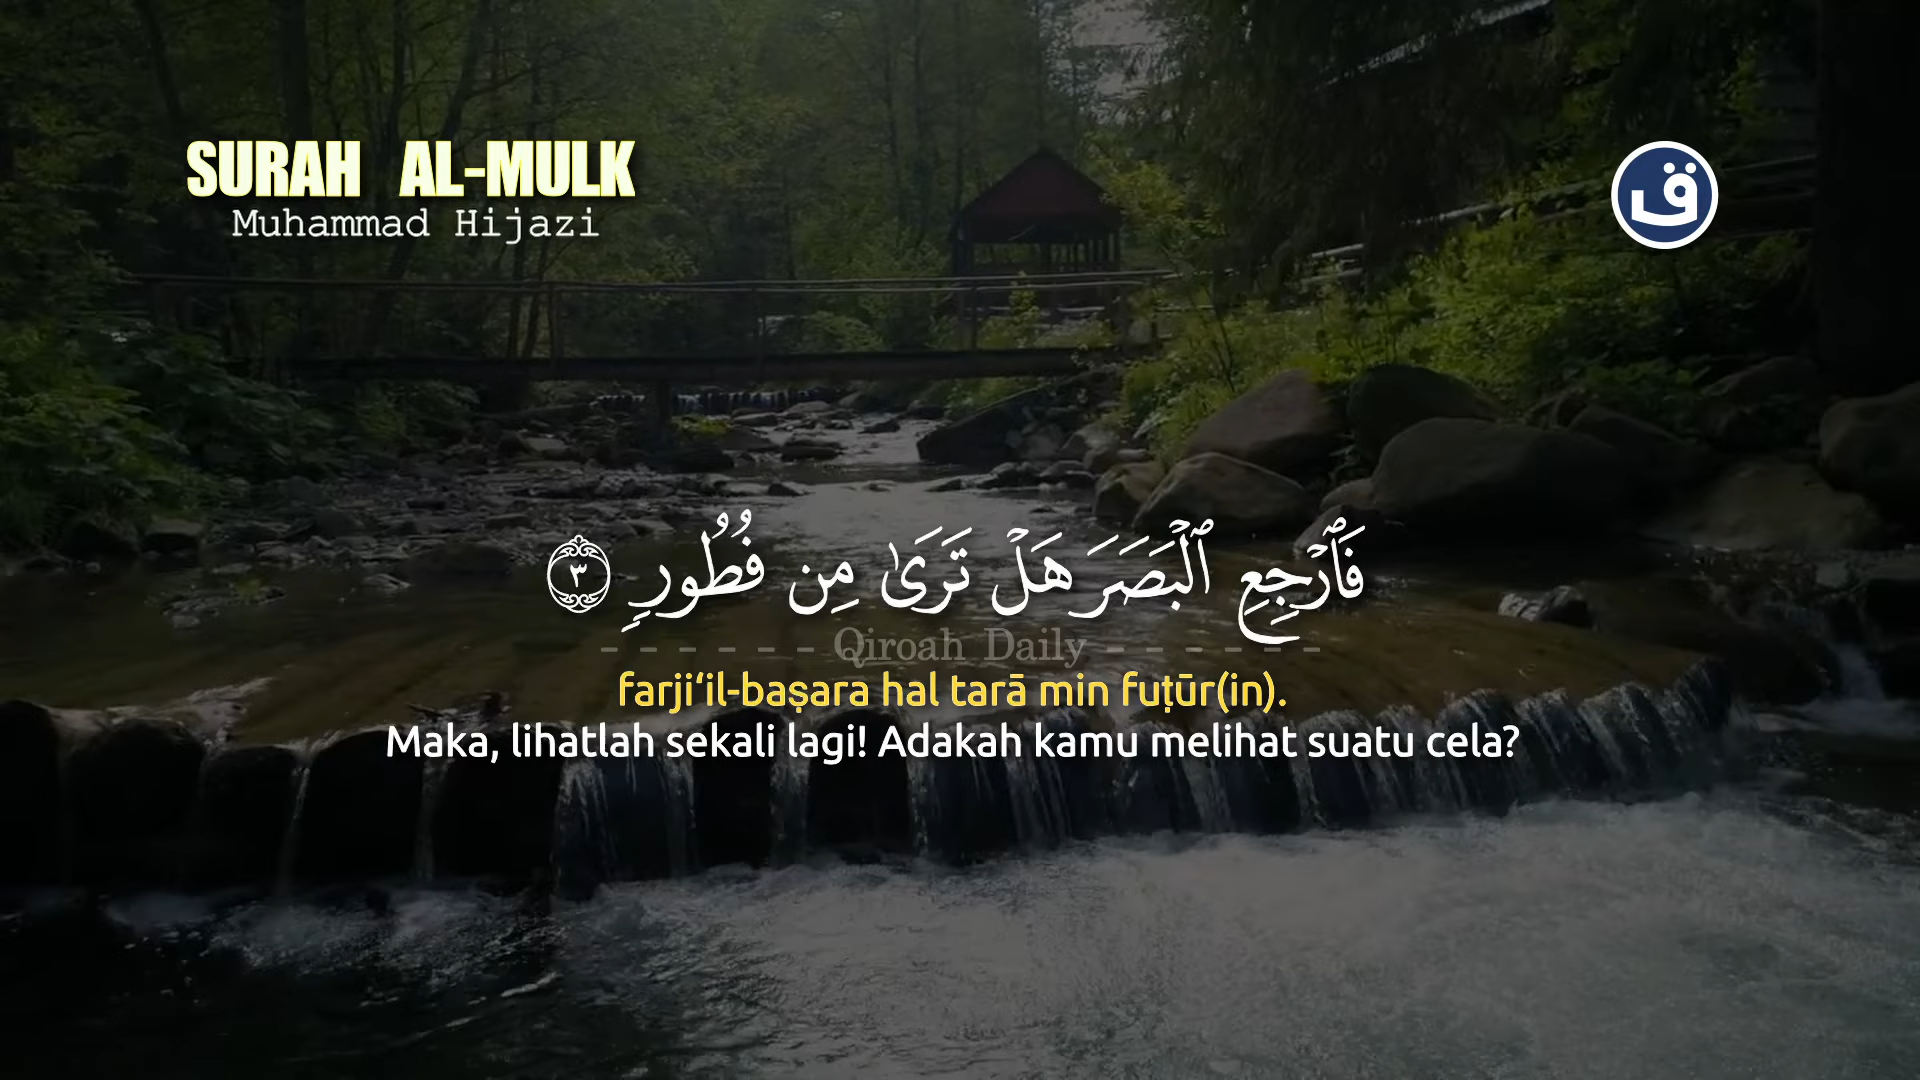 SURAH AL-MULK
Muhammad Hijazi
ق
فَٱرْجِعِ ٱلْبَصَرَ هَلْ تَرَىٰ مِن فُطُورٍ ٣
- - - - - - - Qiroah Daily - - - - - - -
farji‘il-baṣara hal tarā min fuṭūr(in).
Maka, lihatlah sekali lagi! Adakah kamu melihat suatu cela?